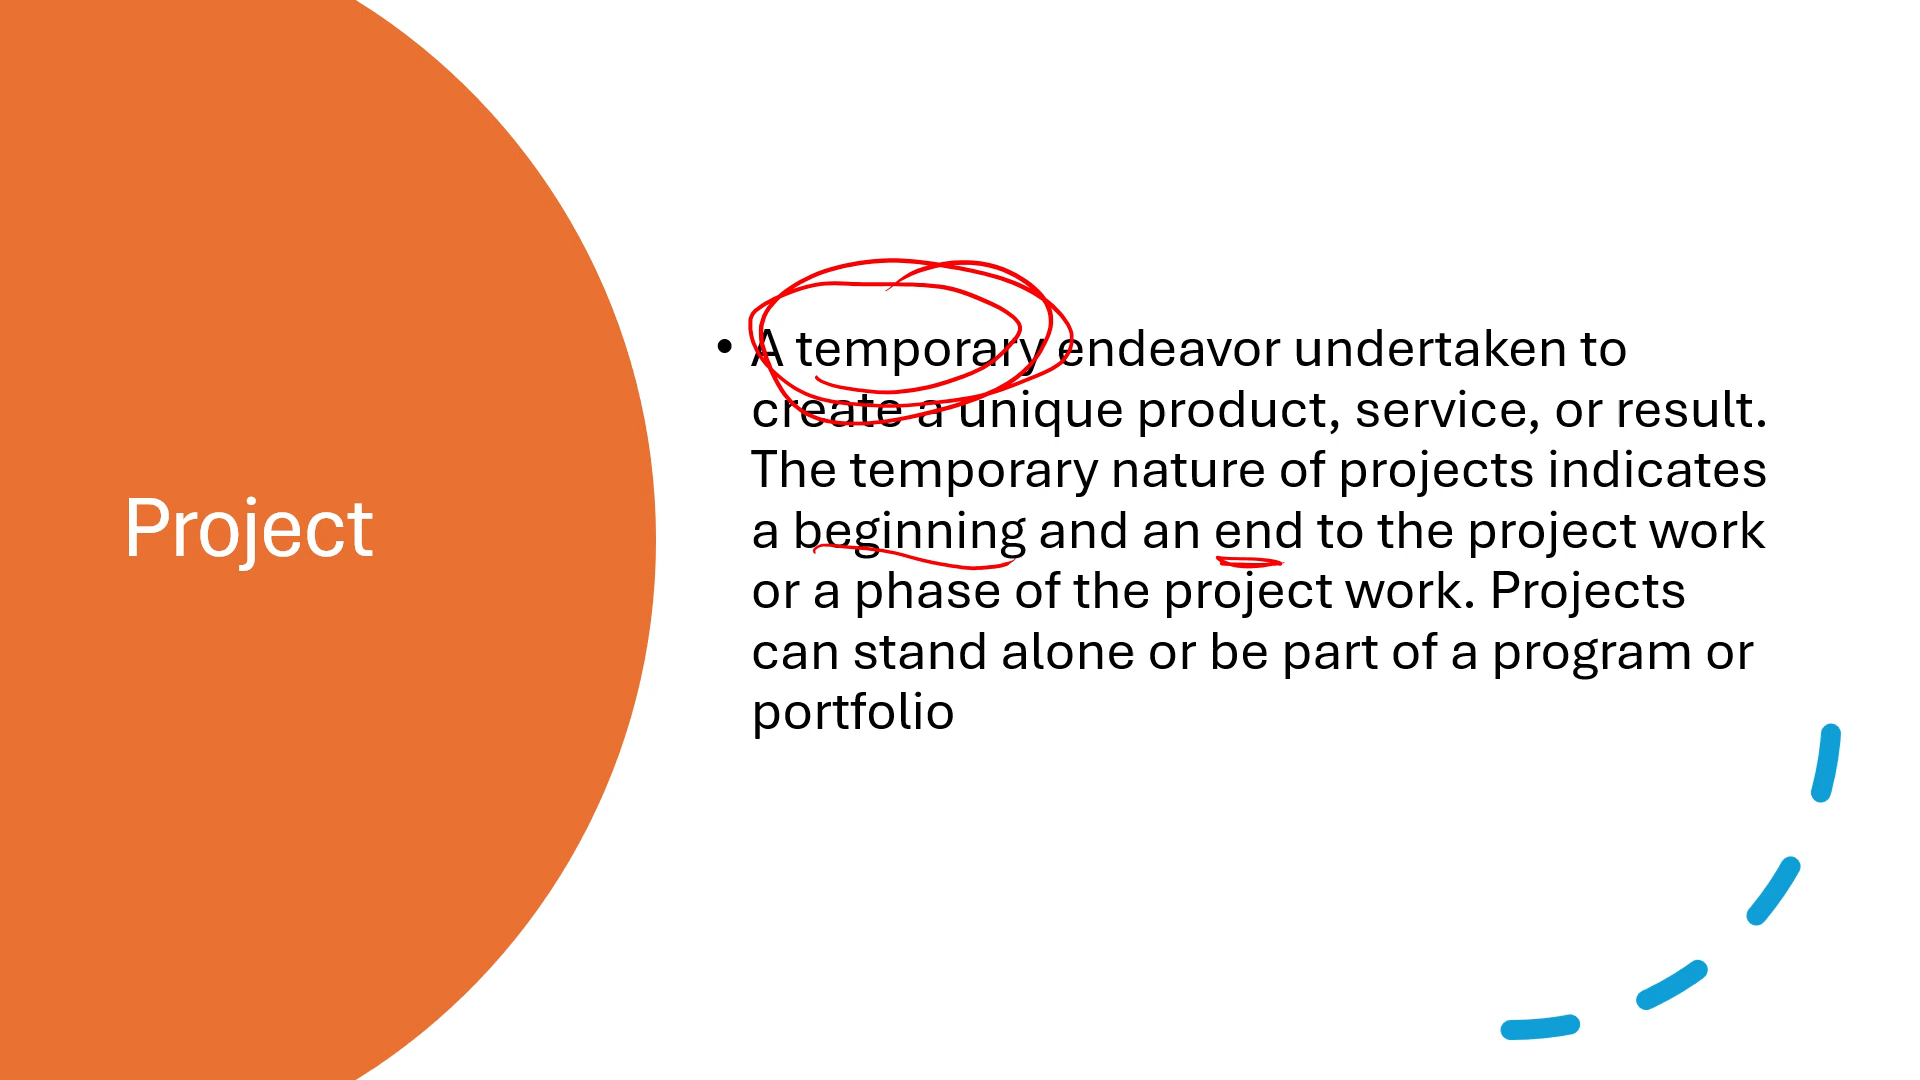 Project
• A temporary endeavor undertaken to
create a unique product, service, or result.
The temporary nature of projects indicates
a beginning and an end to the project work
or a phase of the project work. Projects
can stand alone or be part of a program or
portfolio